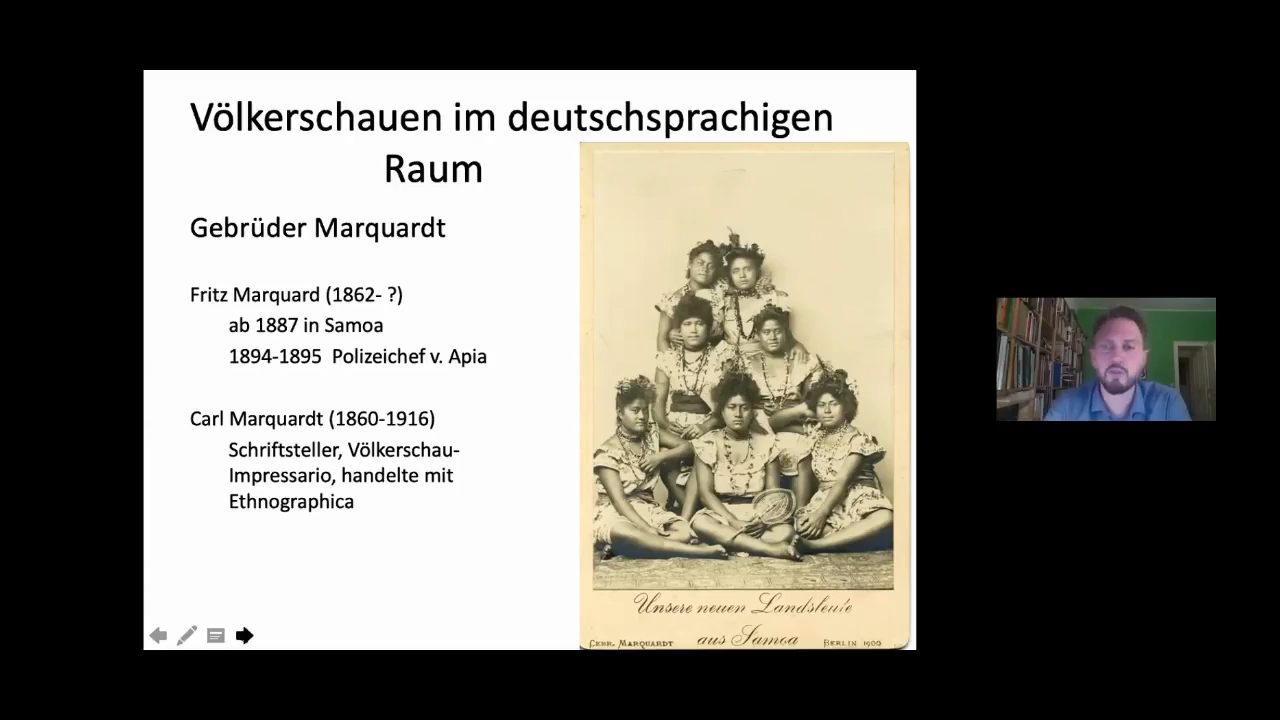 Völkerschauen im deutschsprachigen
Raum
Gebrüder Marquardt
Fritz Marquard (1862- ?)
ab 1887 in Samoa
1894-1895 Polizeichef v. Apia
Carl Marquardt (1860-1916)
Schriftsteller, Völkerschau-
Impressario, handelte mit
Ethnographica
Unsere neuen Landsleute
aus Samoa
GEBR. MARQUARDT
BERLIN 1900